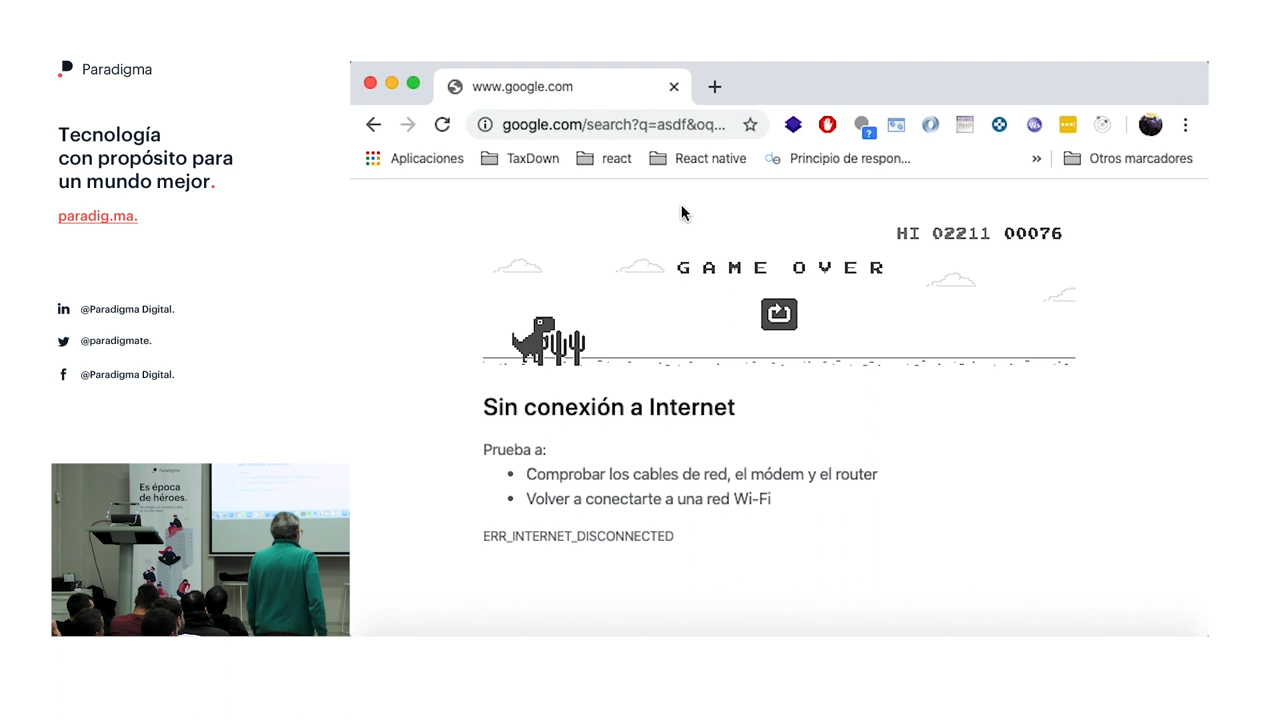 Paradigma
Tecnología
con propósito para
un mundo mejor.
paradig.ma.
@Paradigma Digital.
@paradigmate.
@Paradigma Digital.
www.google.com
google.com/search?q=asdf&oq...
Aplicaciones
TaxDown
react
React native
Principio de respon...
»
Otros marcadores
HI 02211 00076
GAME OVER
Sin conexión a Internet
Prueba a:
• Comprobar los cables de red, el módem y el router
• Volver a conectarte a una red Wi-Fi
ERR_INTERNET_DISCONNECTED
Paradigma
Es época
de héroes.